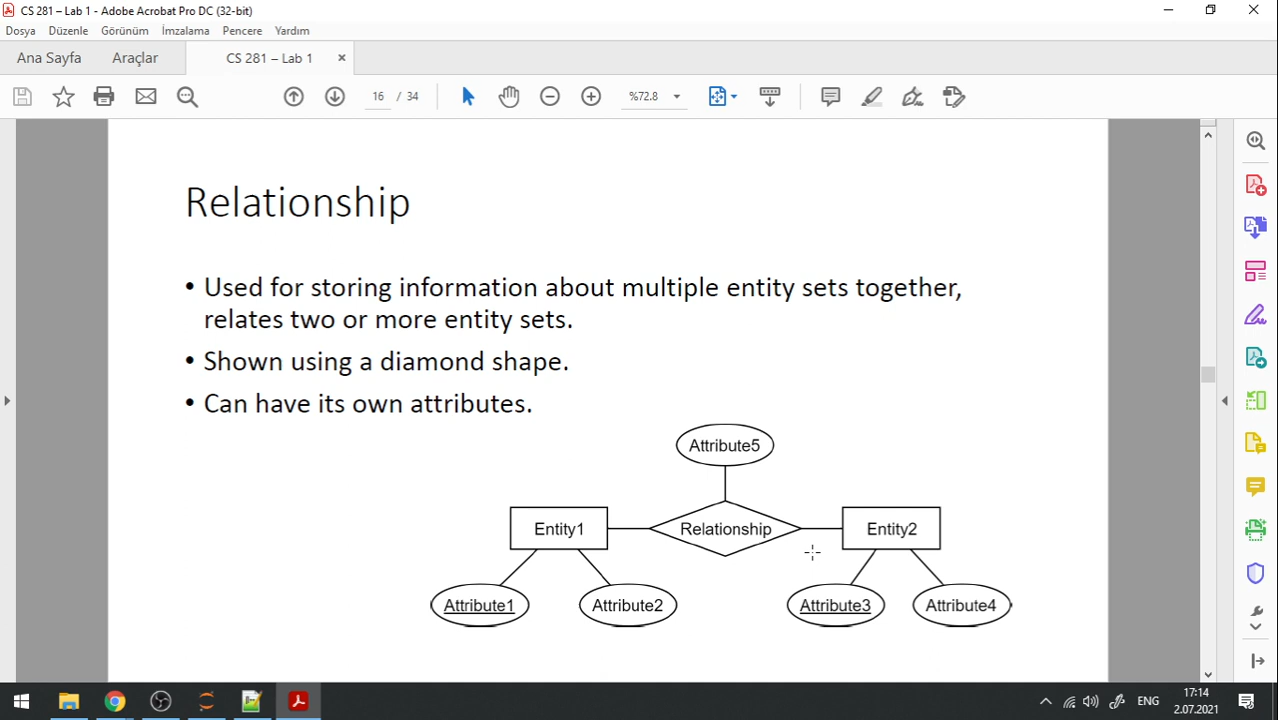 CS 281 – Lab 1 - Adobe Acrobat Pro DC (32-bit)
Dosya Düzenle Görünüm İmzalama Pencere Yardım
Ana Sayfa Araçlar CS 281 – Lab 1 ×
16 / 34 %72.8
Relationship
• Used for storing information about multiple entity sets together,
relates two or more entity sets.
• Shown using a diamond shape.
• Can have its own attributes.
Attribute5
Entity1 Relationship Entity2
Attribute1 Attribute2 Attribute3 Attribute4
ENG 17:14
2.07.2021